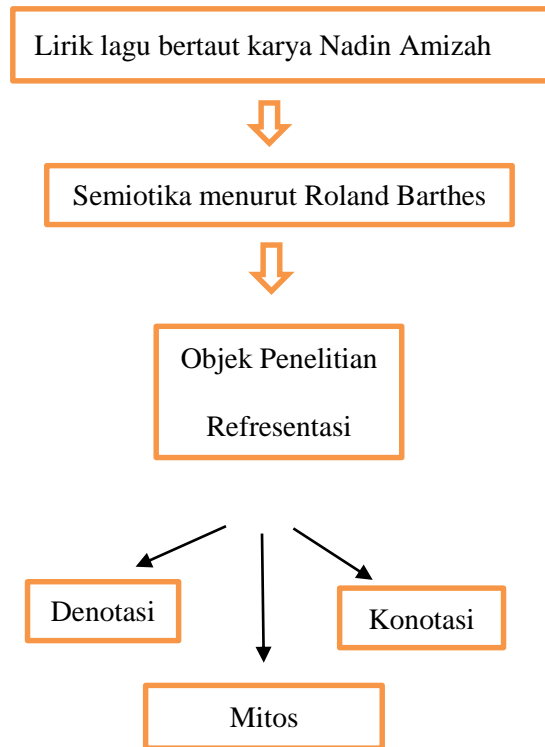 Lirik lagu bertaut karya Nadin Amizah
Semiotika menurut Roland Barthes
Objek Penelitian
Refresentasi
Denotasi
Konotasi
Mitos